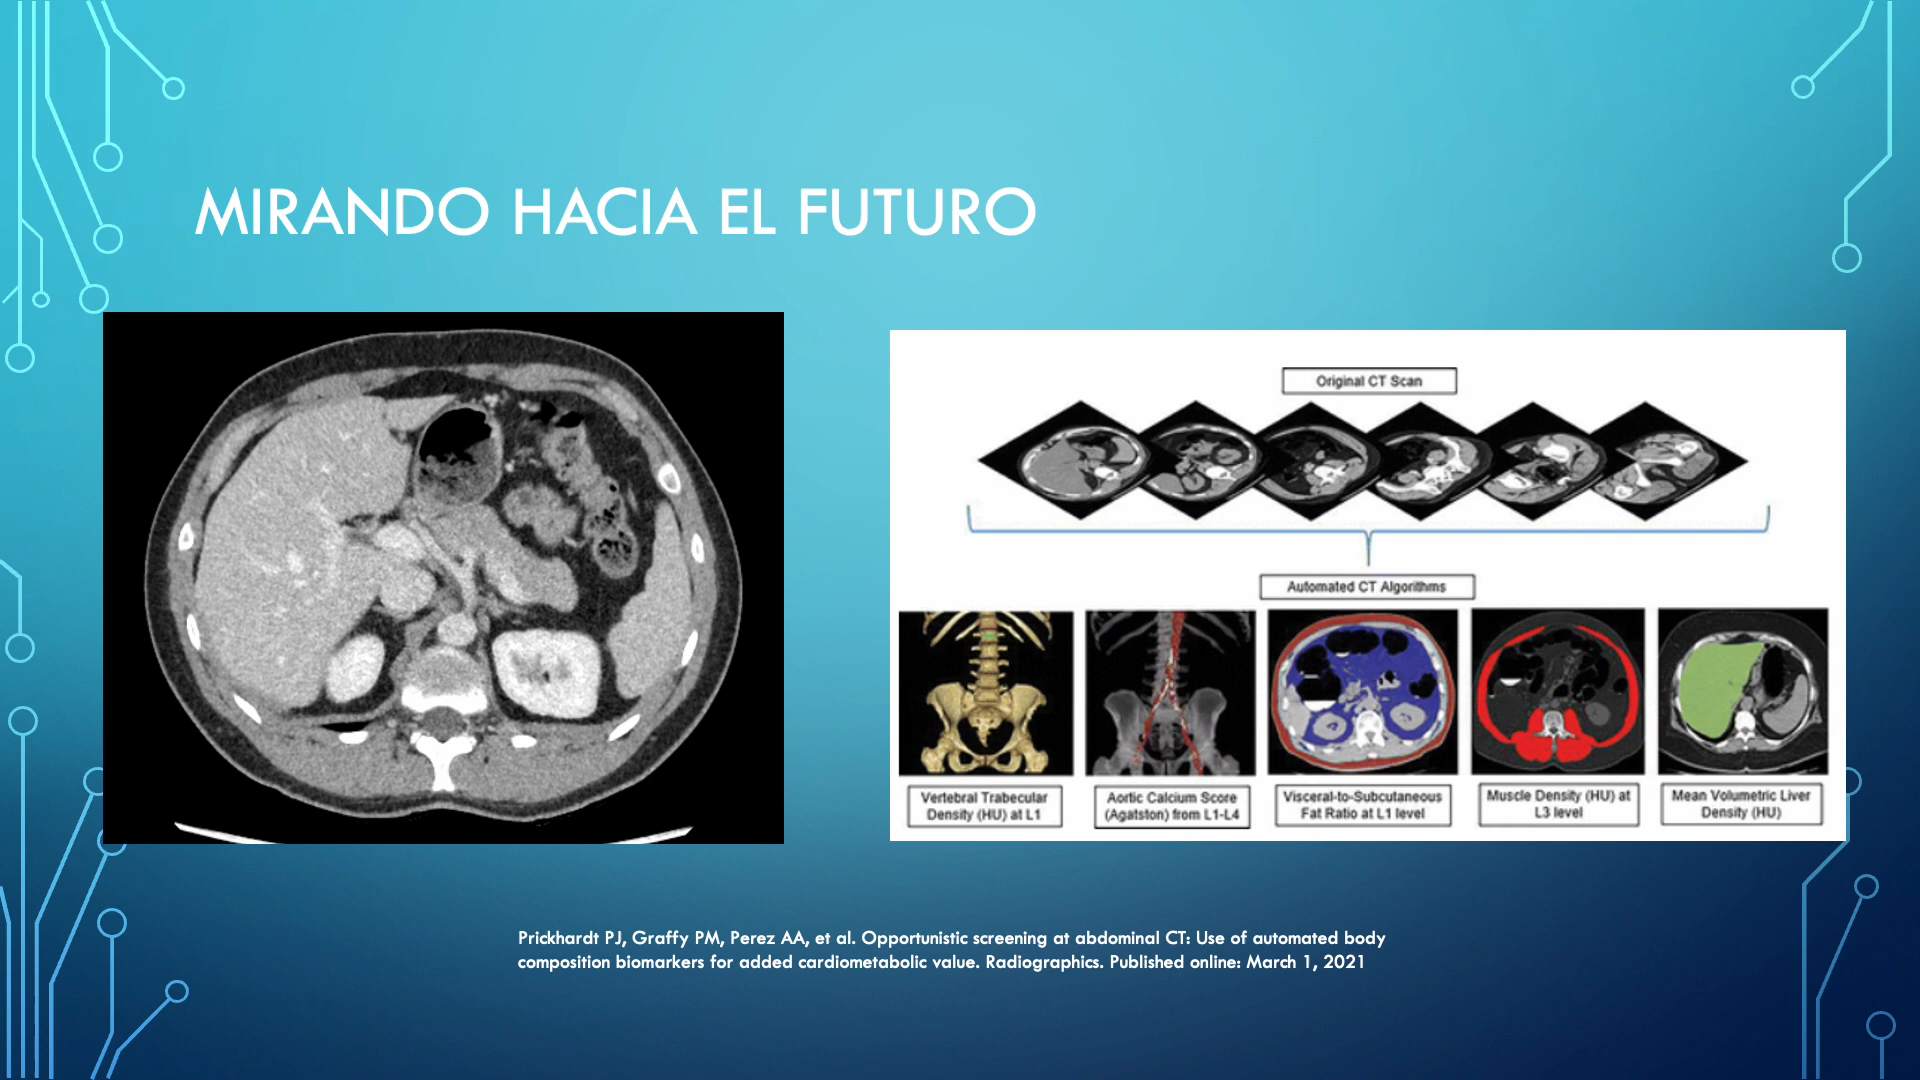 MIRANDO HACIA EL FUTURO
Original CT Scan
Automated CT Algorithms
Vertebral Trabecular
Density (HU) at L1
Aortic Calcium Score
(Agatston) from L1-L4
Visceral-to-Subcutaneous
Fat Ratio at L1 level
Muscle Density (HU) at
L3 level
Mean Volumetric Liver
Density (HU)
Prickhardt PJ, Graffy PM, Perez AA, et al. Opportunistic screening at abdominal CT: Use of automated body
composition biomarkers for added cardiometabolic value. Radiographics. Published online: March 1, 2021